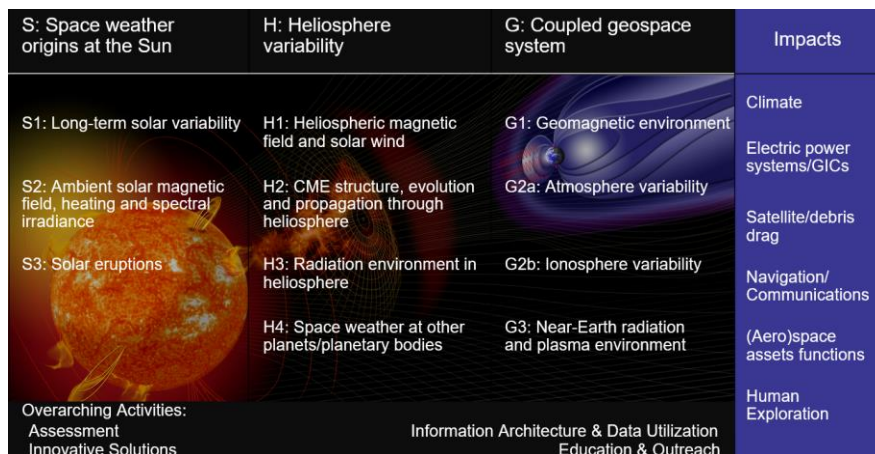 S: Space weather
origins at the Sun
H: Heliosphere
variability
G: Coupled geospace
system
Impacts
S1: Long-term solar variability
S2: Ambient solar magnetic
field, heating and spectral
irradiance
S3: Solar eruptions
H1: Heliospheric magnetic
field and solar wind
H2: CME structure, evolution
and propagation through
heliosphere
H3: Radiation environment in
heliosphere
H4: Space weather at other
planets/planetary bodies
G1: Geomagnetic environment
G2a: Atmosphere variability
G2b: Ionosphere variability
G3: Near-Earth radiation
and plasma environment
Climate
Electric power
systems/GICs
Satellite/debris
drag
Navigation/
Communications
(Aero)space
assets functions
Human
Exploration
Overarching Activities:
Assessment
Innovative Solutions
Information Architecture & Data Utilization
Education & Outreach